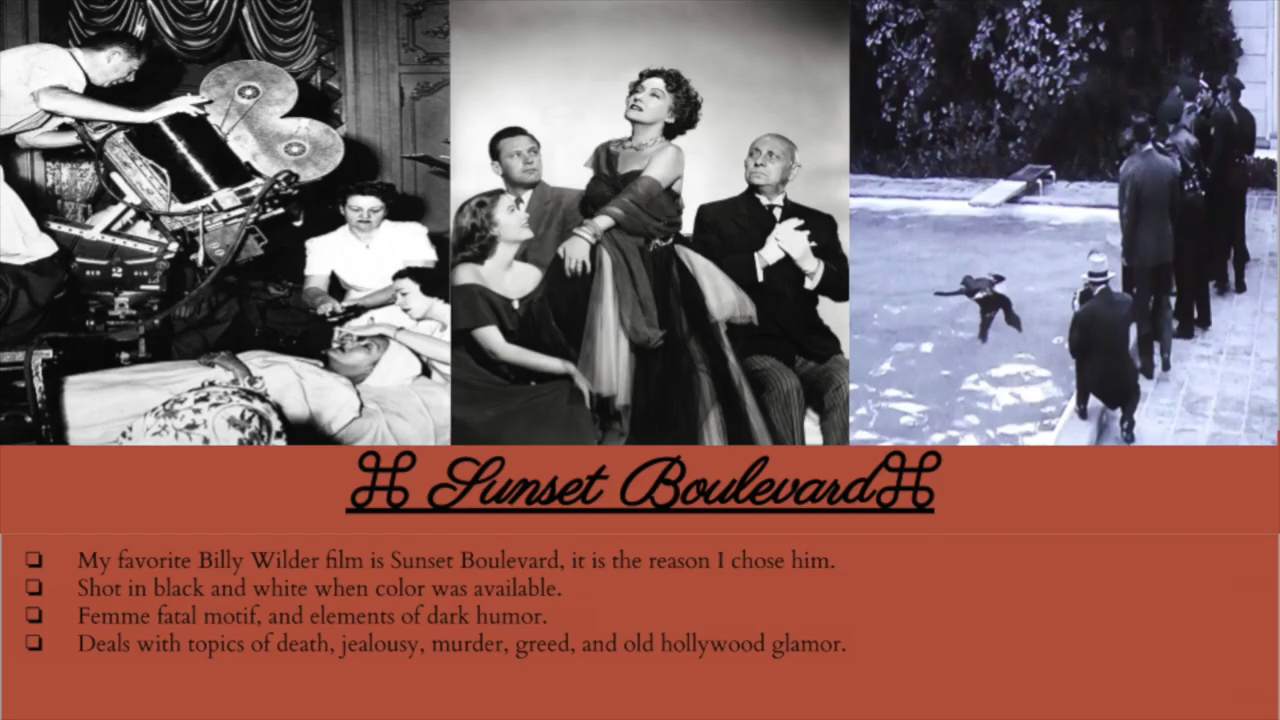 ⌘ Sunset Boulevard⌘
❏ My favorite Billy Wilder film is Sunset Boulevard, it is the reason I chose him.
❏ Shot in black and white when color was available.
❏ Femme fatal motif, and elements of dark humor.
❏ Deals with topics of death, jealousy, murder, greed, and old hollywood glamor.